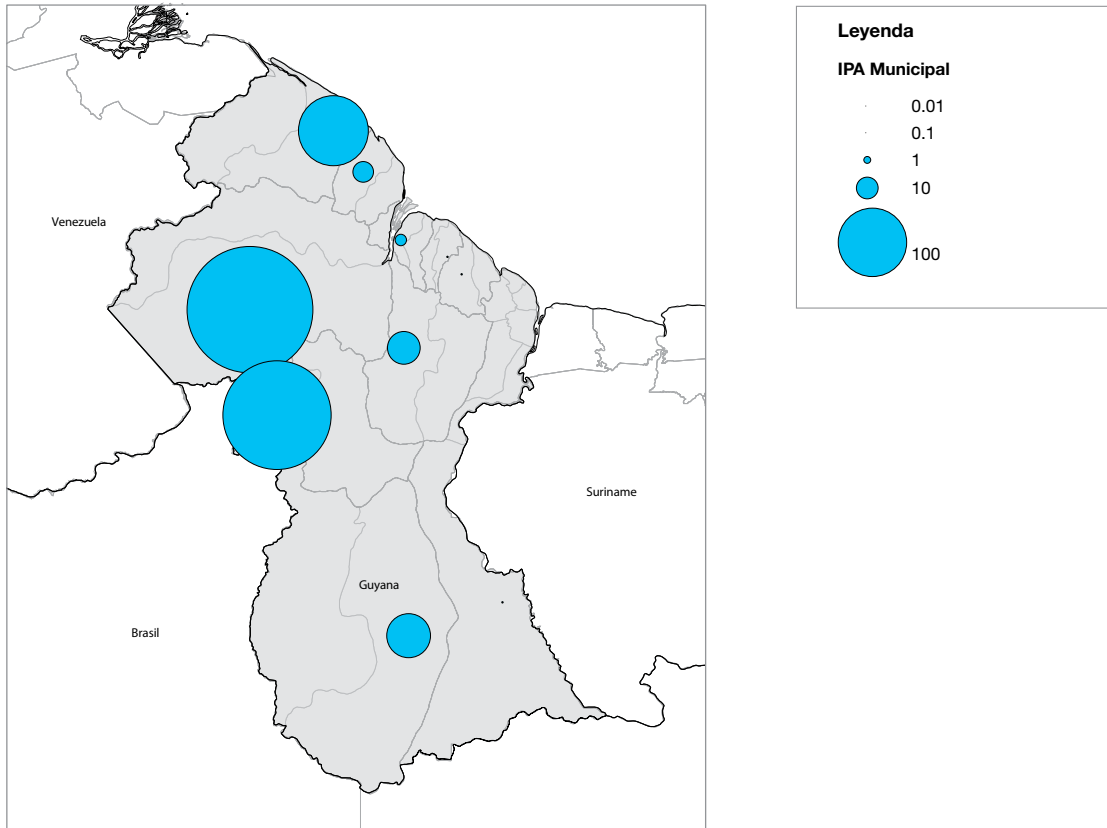 Leyenda
IPA Municipal
0.01
0.1
1
10
100
Venezuela
Suriname
Guyana
Brasil